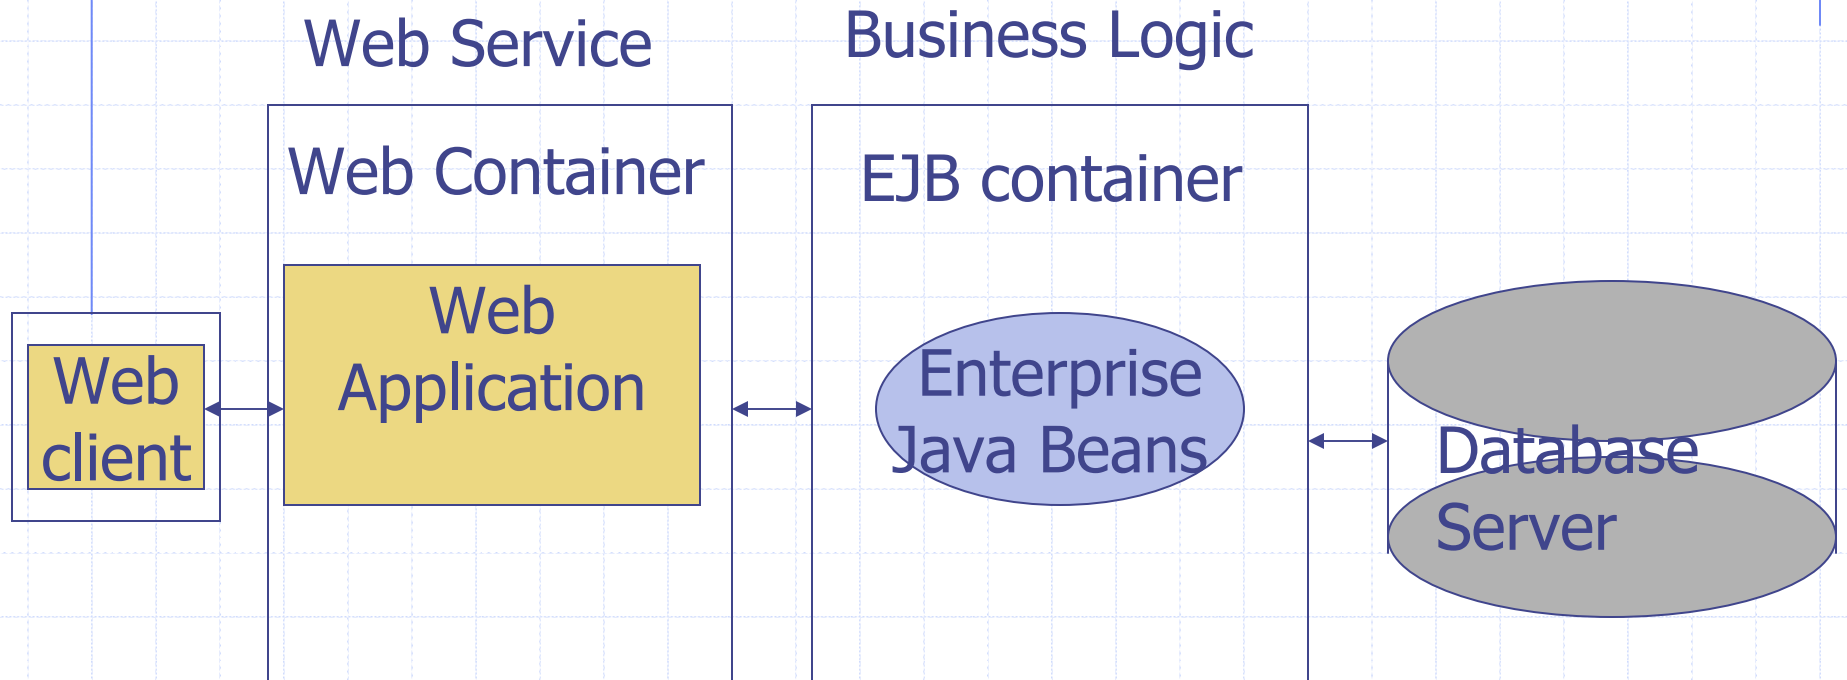 Web Service
Business Logic
Web Container
EJB container
Web
Application
Web
client
Enterprise
Java Beans
Database
Server